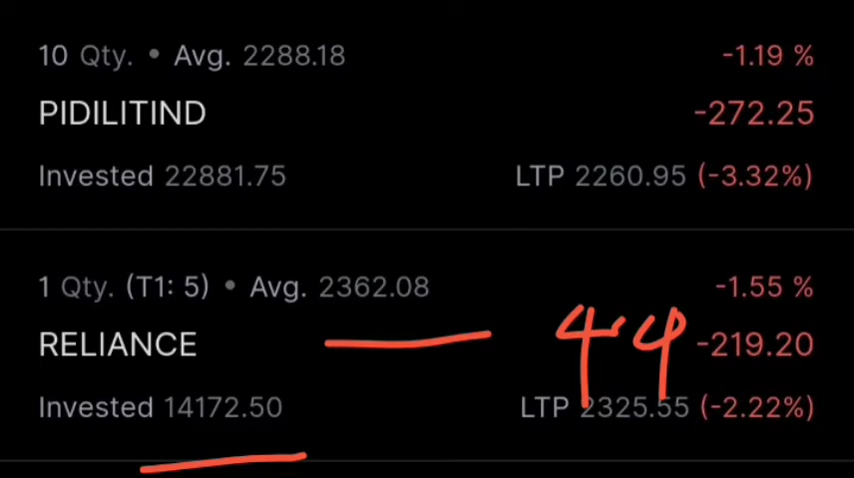 10 Qty. • Avg. 2288.18 -1.19 %
PIDILITIND -272.25
Invested 22881.75 LTP 2260.95 (-3.32%)
1 Qty. (T1: 5) • Avg. 2362.08 -1.55 %
RELIANCE 4.4 -219.20
Invested 14172.50 LTP 2325.55 (-2.22%)